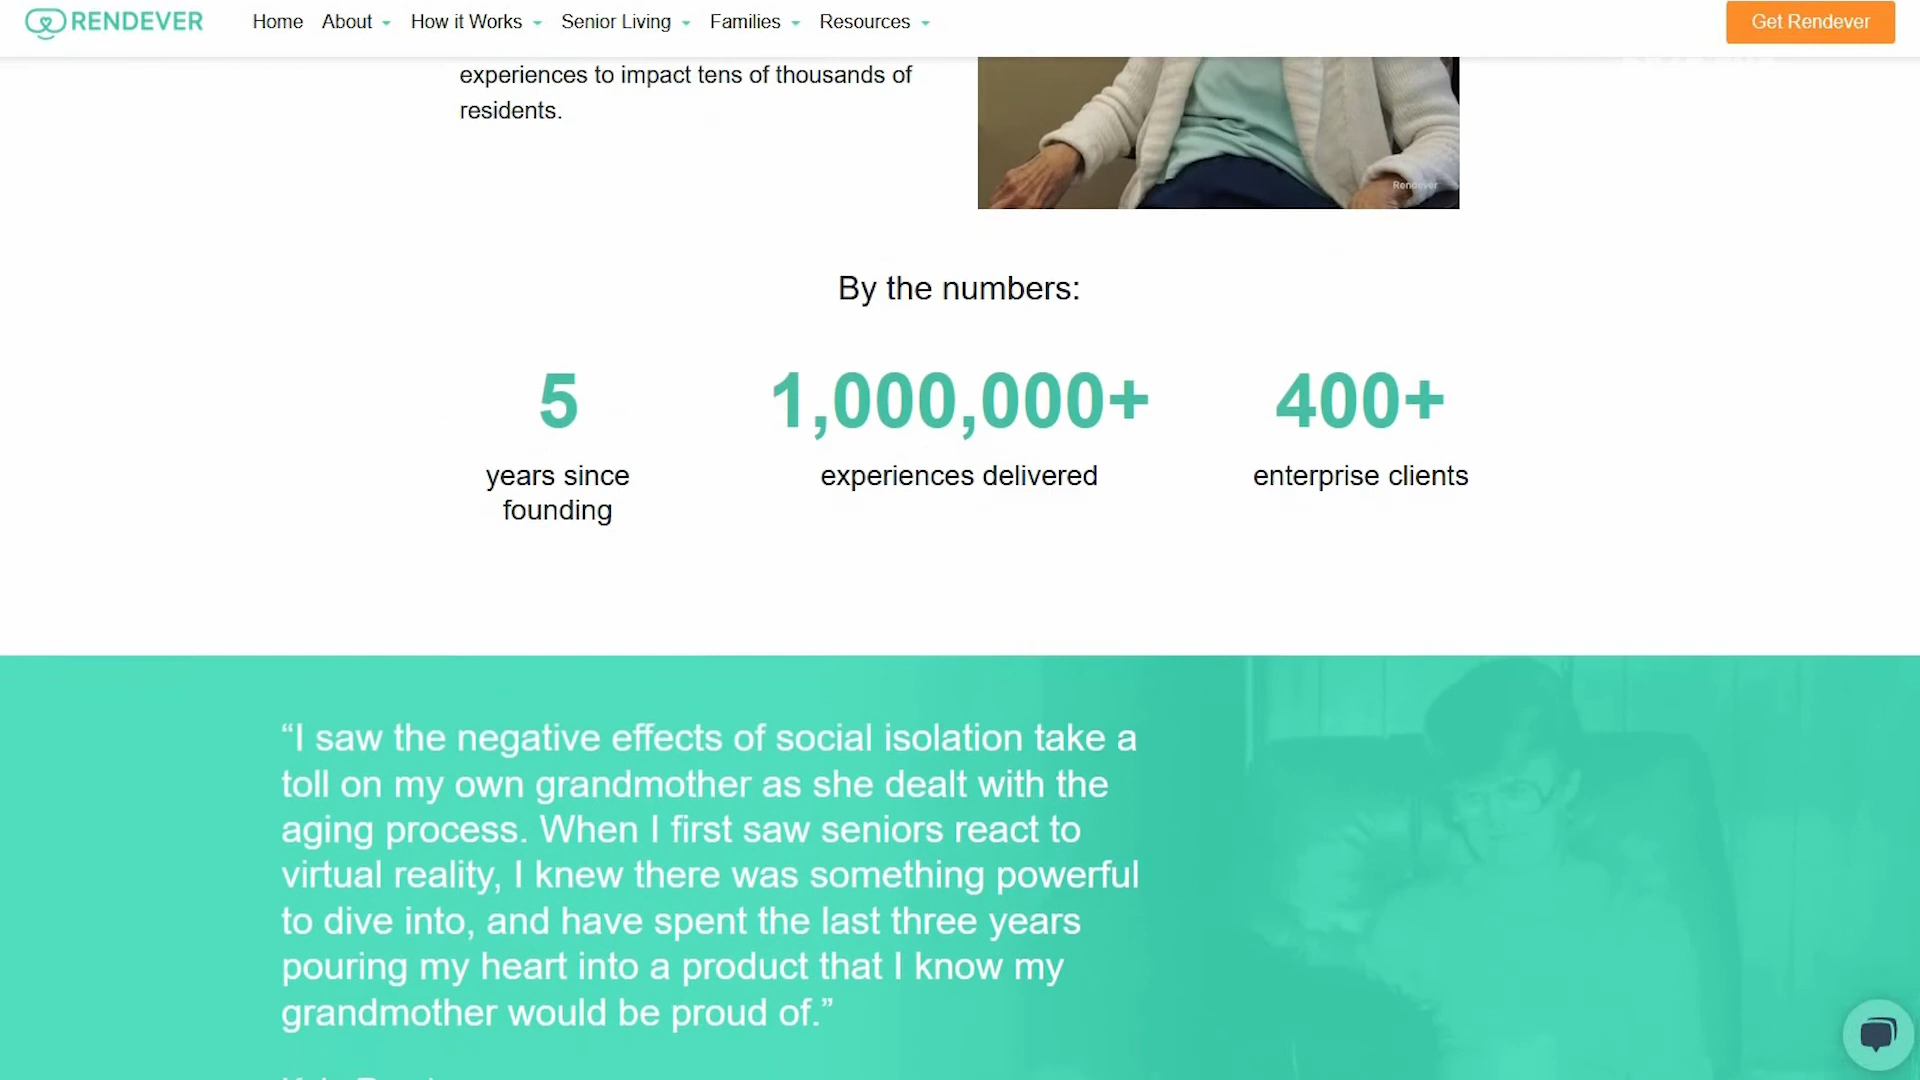 RENDEVER
Home About How it Works Senior Living Families Resources
Get Rendever
experiences to impact tens of thousands of
residents.
Rendever
By the numbers:
5
years since
founding
1,000,000+
experiences delivered
400+
enterprise clients
“I saw the negative effects of social isolation take a
toll on my own grandmother as she dealt with the
aging process. When I first saw seniors react to
virtual reality, I knew there was something powerful
to dive into, and have spent the last three years
pouring my heart into a product that I know my
grandmother would be proud of.”